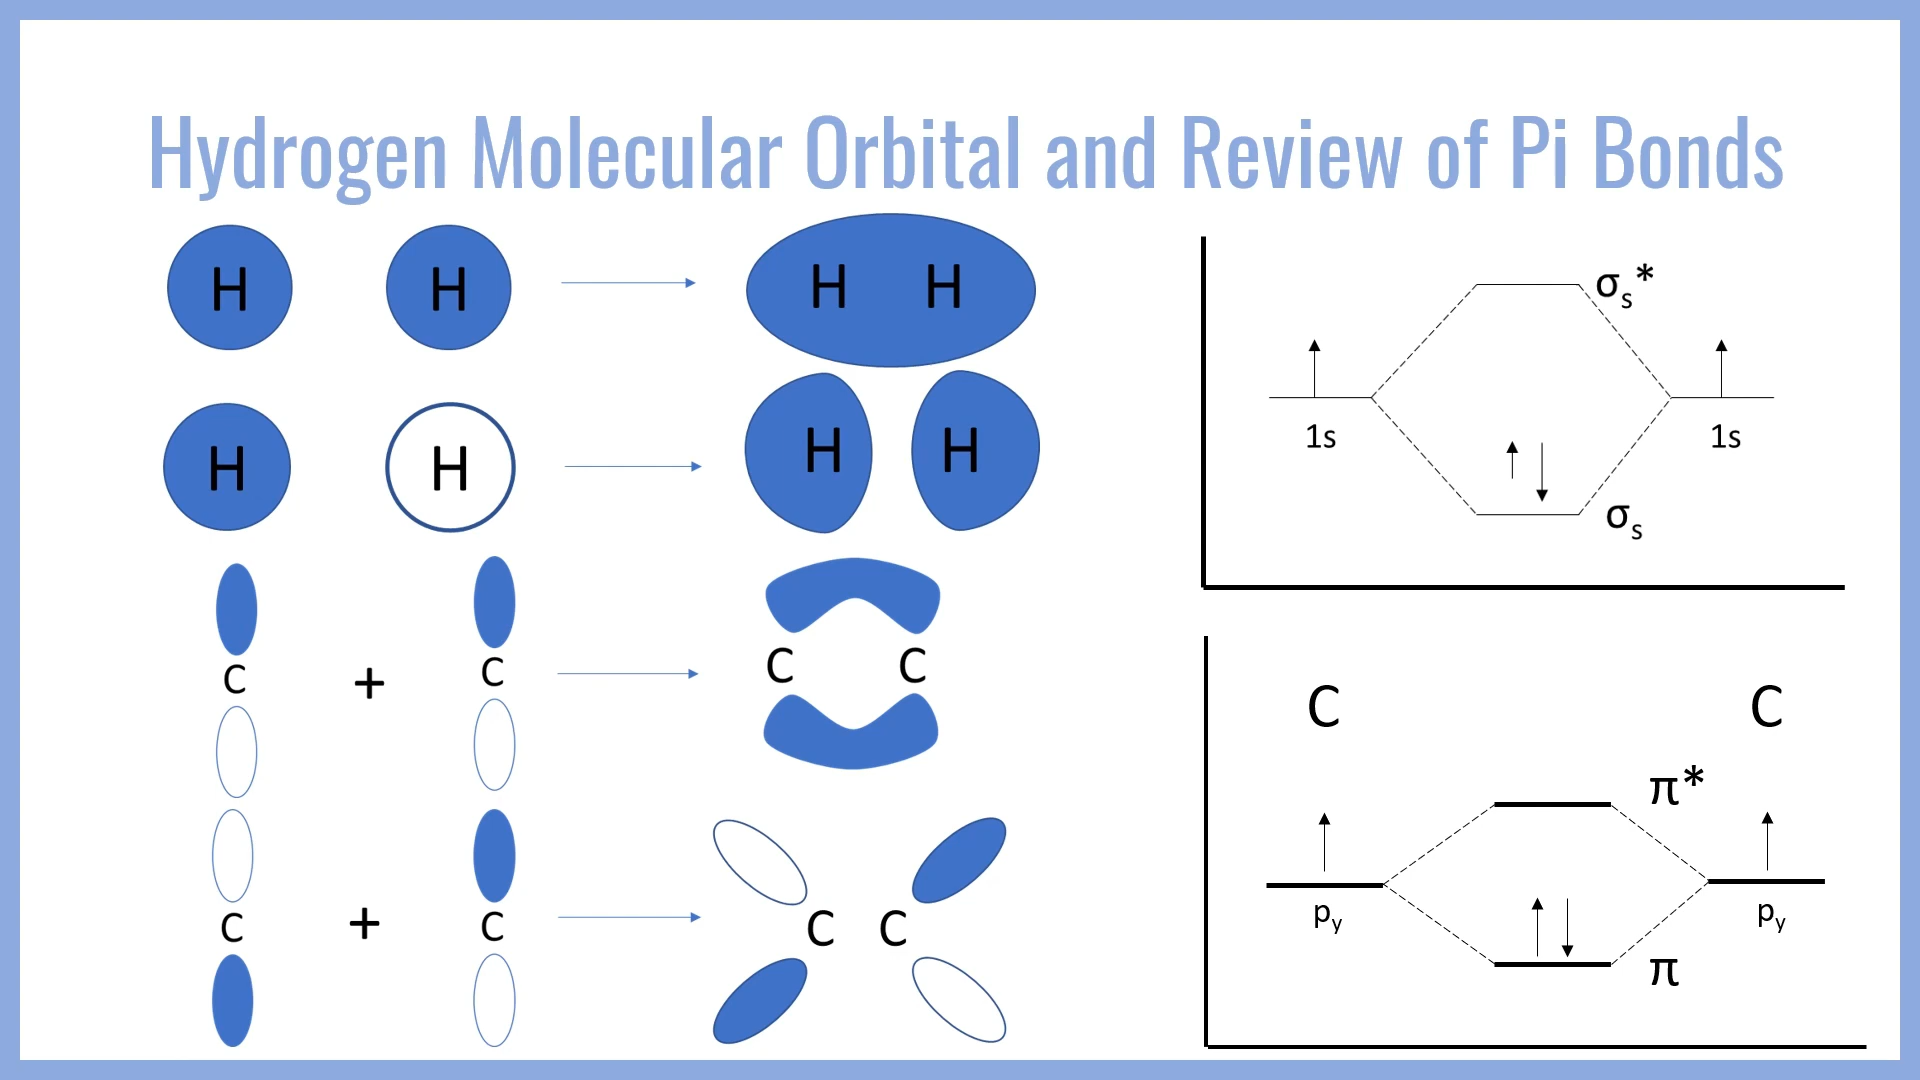 Hydrogen Molecular Orbital and Review of Pi Bonds
H H H H
H H H H
C + C C C
C + C C C
σs*
1s 1s
σs
C C
π*
py py
π